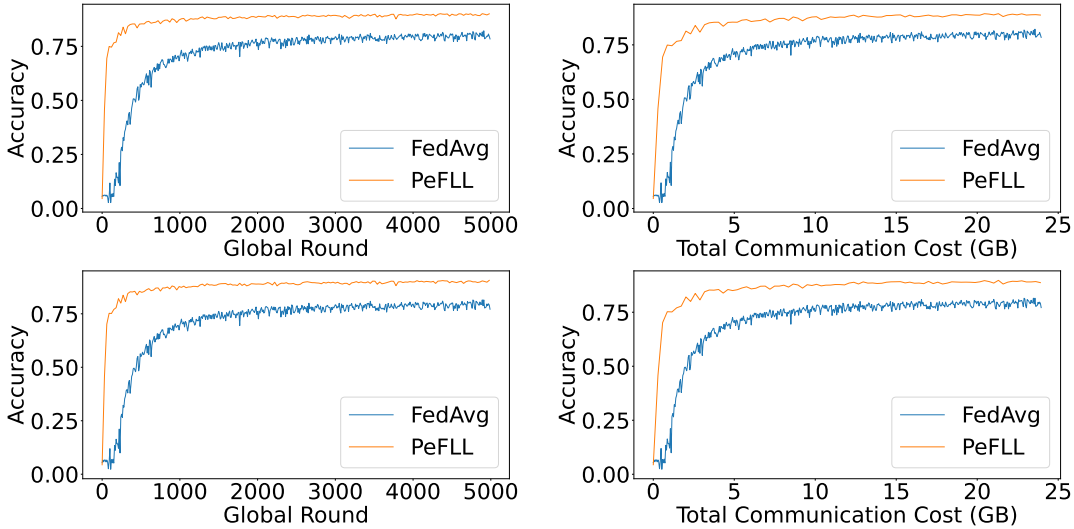 Accuracy
0.75
0.50
0.25
0.00
FedAvg
PeFLL
0 1000 2000 3000 4000 5000
Global Round
Accuracy
0.75
0.50
0.25
0.00
FedAvg
PeFLL
0 5 10 15 20 25
Total Communication Cost (GB)
Accuracy
0.75
0.50
0.25
0.00
FedAvg
PeFLL
0 1000 2000 3000 4000 5000
Global Round
Accuracy
0.75
0.50
0.25
0.00
FedAvg
PeFLL
0 5 10 15 20 25
Total Communication Cost (GB)